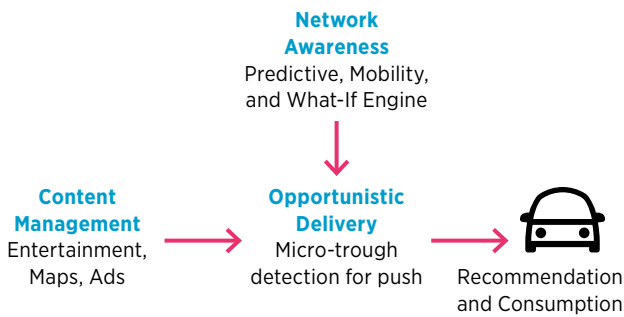 Network
Awareness
Predictive, Mobility,
and What-If Engine
Content
Management
Entertainment,
Maps, Ads
Opportunistic
Delivery
Micro-trough
detection for push
Recommendation
and Consumption